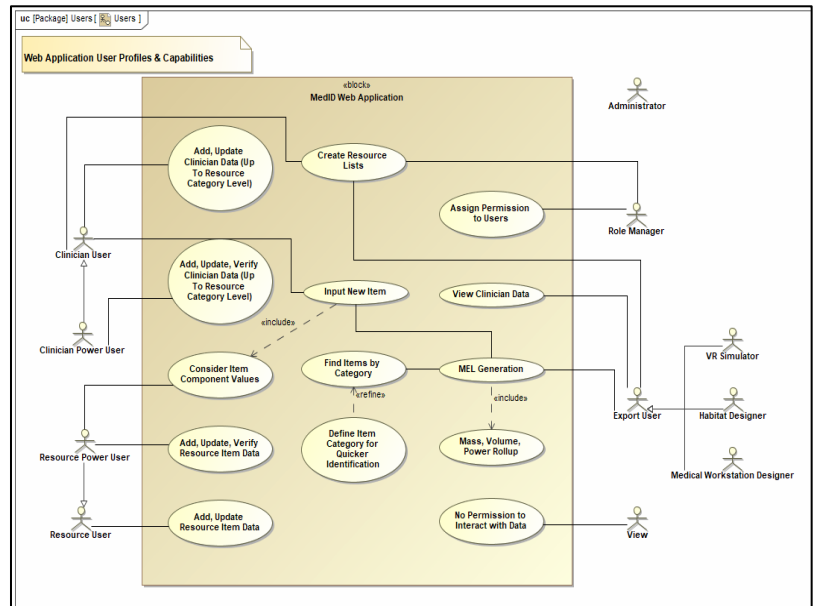 uc [Package] Users [ Users ]
Web Application User Profiles & Capabilities
«block»
MedID Web Application
Administrator
Add, Update
Clinician Data (Up
To Resource
Category Level)
Create Resource
Lists
Assign Permission
to Users
Role Manager
Clinician User
Add, Update, Verify
Clinician Data (Up
To Resource
Category Level)
Input New Item
View Clinician Data
«include»
Clinician Power User
VR Simulator
Consider Item
Component Values
Find Items by
Category
MEL Generation
«refine»
«include»
Export User
Habitat Designer
Resource Power User
Add, Update, Verify
Resource Item Data
Define Item
Category for
Quicker
Identification
Mass, Volume,
Power Rollup
Medical Workstation Designer
Resource User
Add, Update
Resource Item Data
No Permission to
Interact with Data
View